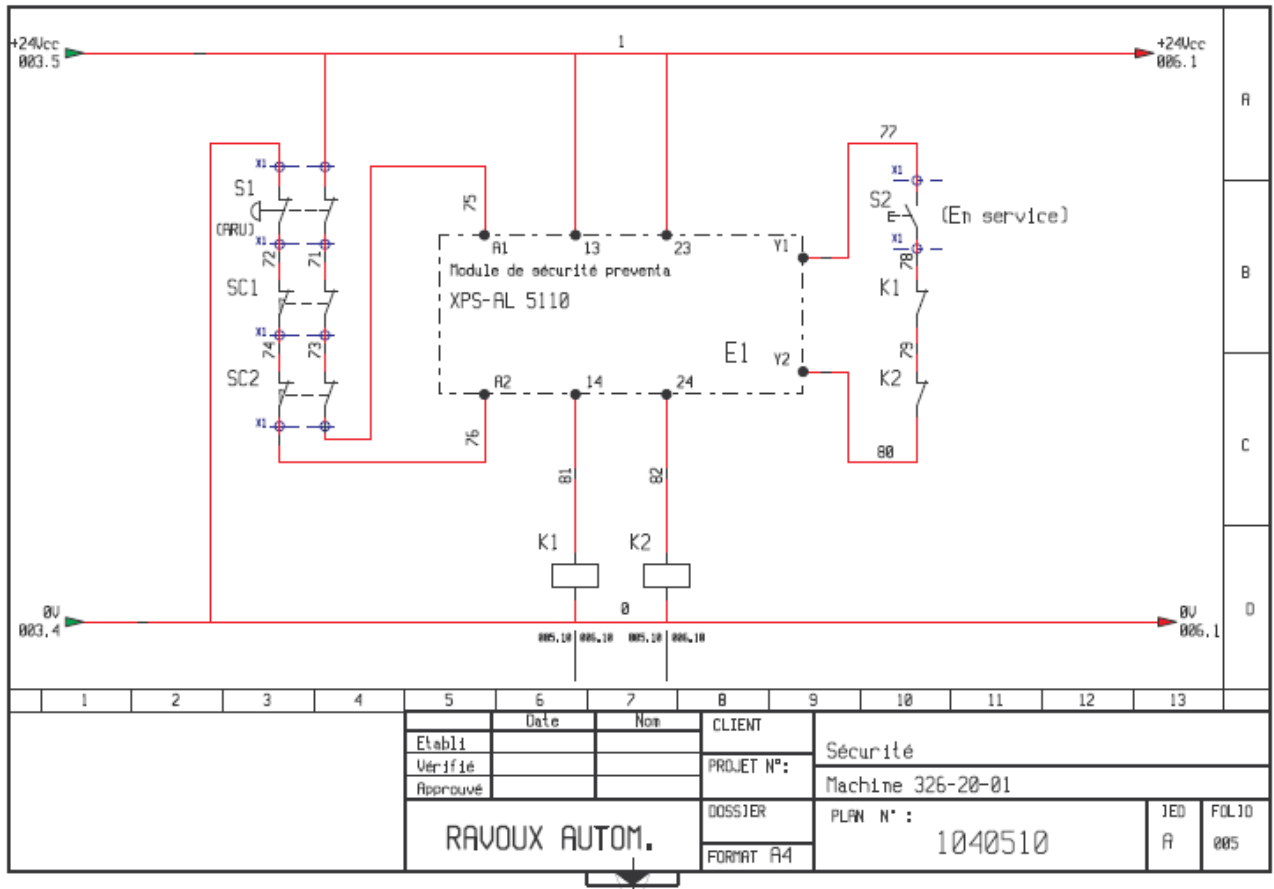 +24Vcc
003.5
1
+24Vcc
006.1
A
X1
77
X1
S1
(ARU)
75
S2
(En service)
X1
72
71
A1
13
23
Y1
X1
78
Module de sécurité preventa
B
SC1
XPS-AL 5110
K1
X1
74
73
E1
Y2
79
SC2
A2
14
24
K2
X1
76
80
C
81
82
K1
K2
0V
003.4
0
0V
006.1
D
005.10
006.10
005.10
006.10
1 2 3 4 5 6 7 8 9 10 11 12 13
Date Nom
CLIENT
Etabli
Sécurité
Vérifié
PROJET N°:
Approuvé
Machine 326-20-01
DOSSIER
PLAN N° :
IED
FOLIO
RAVOUX AUTOM.
1040510
A
005
FORMAT A4